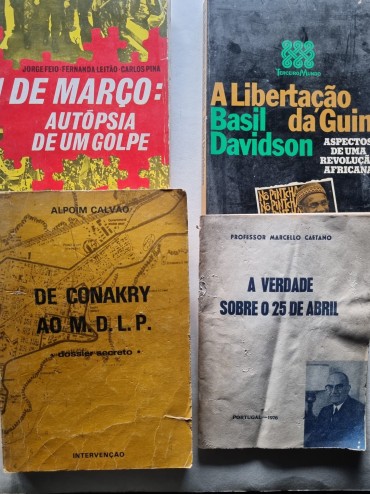 JORGE FEIO · FERNANDA LEITÃO · CARLOS PINA
DE MARÇO:
AUTÓPSIA
DE UM GOLPE
TERCEIRO MUNDO
A Libertação
Basil da Guin
Davidson
ASPECTOS
DE UMA
REVOLUÇÃ
AFRICANA
NÔ PINTCHA
ALPOIM CALVÃO
DE CONAKRY
AO M. D. L. P.
• dossier secreto •
INTERVENÇÃO
PROFESSOR MARCELLO CAETANO
A VERDADE
SOBRE O 25 DE ABRIL
PORTUGAL—1976